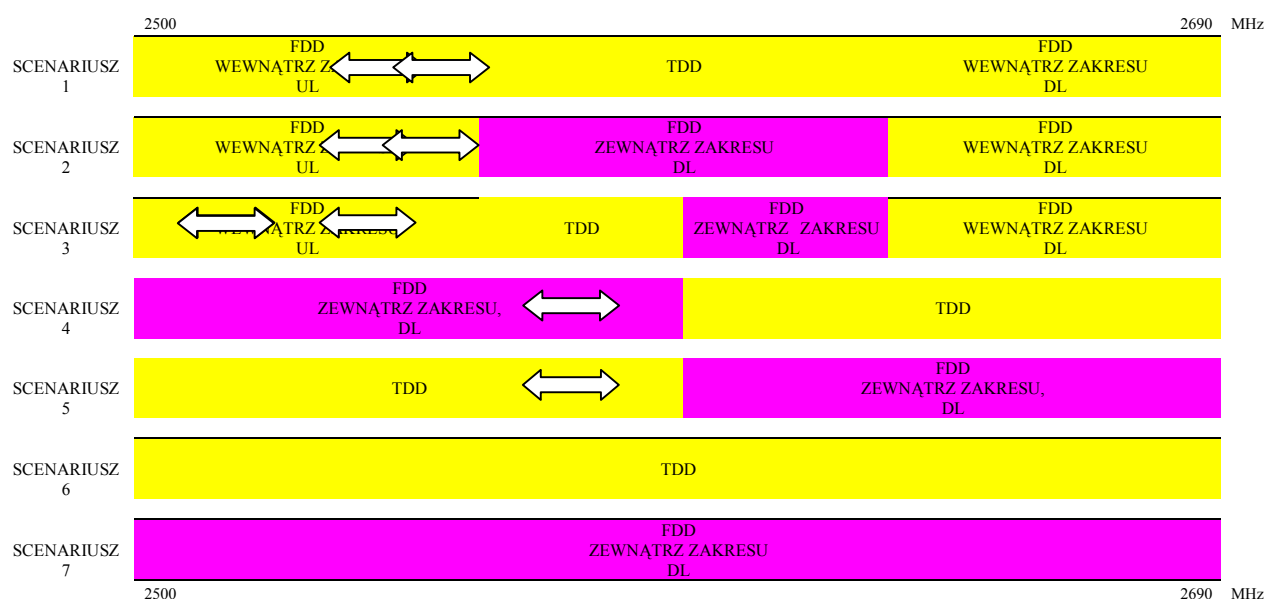 2500 2690 MHz
FDD FDD
SCENARIUSZ WEWNĄTRZ TDD WEWNĄTRZ ZAKRESU
1 UL DL
FDD FDD FDD
SCENARIUSZ WEWNĄTRZ ZEWNĄTRZ ZAKRESU WEWNĄTRZ ZAKRESU
2 UL DL DL
FDD FDD FDD
SCENARIUSZ TDD ZEWNĄTRZ ZAKRESU WEWNĄTRZ ZAKRESU
3 UL DL DL
FDD
SCENARIUSZ ZEWNĄTRZ ZAKRESU, TDD
4 DL
FDD
SCENARIUSZ TDD ZEWNĄTRZ ZAKRESU,
5 DL
SCENARIUSZ TDD
6
FDD
SCENARIUSZ ZEWNĄTRZ ZAKRESU
7 DL
2500 2690 MHz